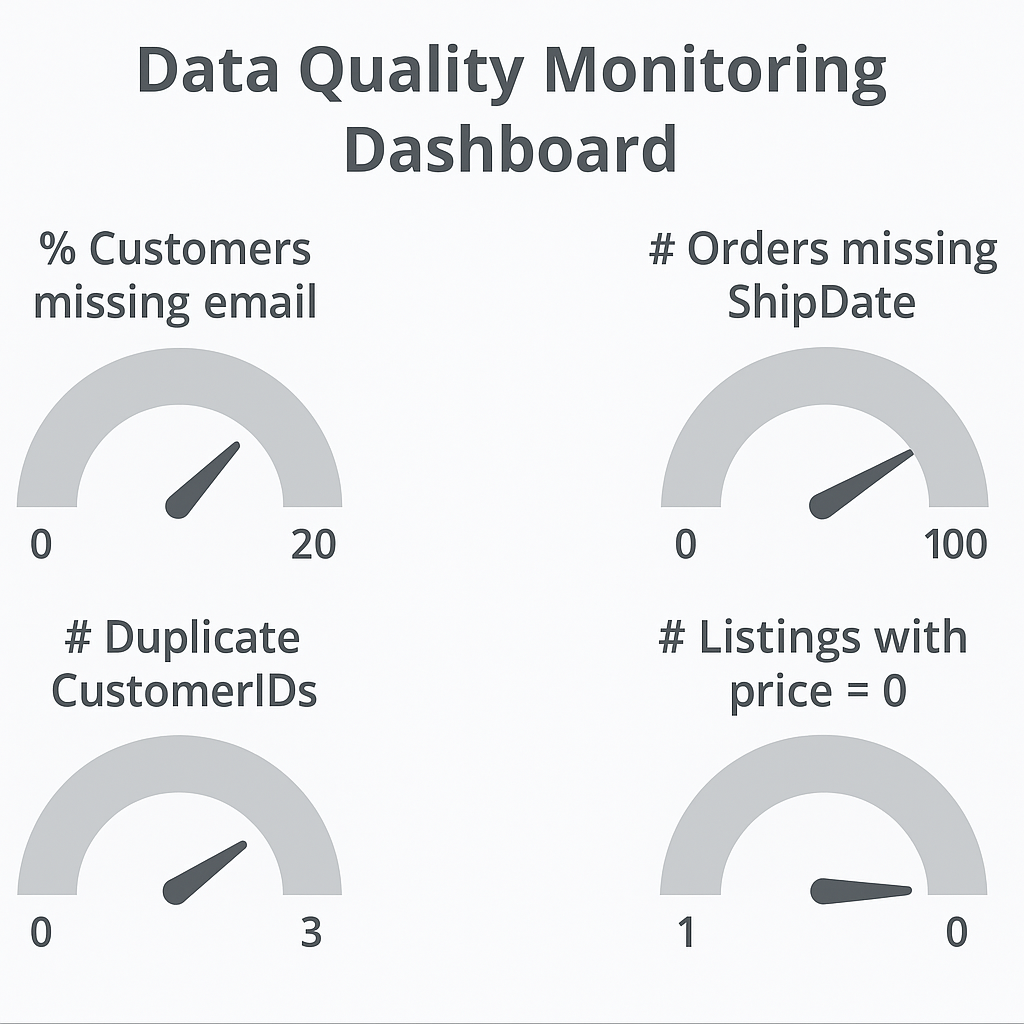 Data Quality Monitoring
Dashboard
% Customers
missing email
0
20
# Orders missing
ShipDate
0
100
# Duplicate
CustomerIDs
0
3
# Listings with
price = 0
1
0